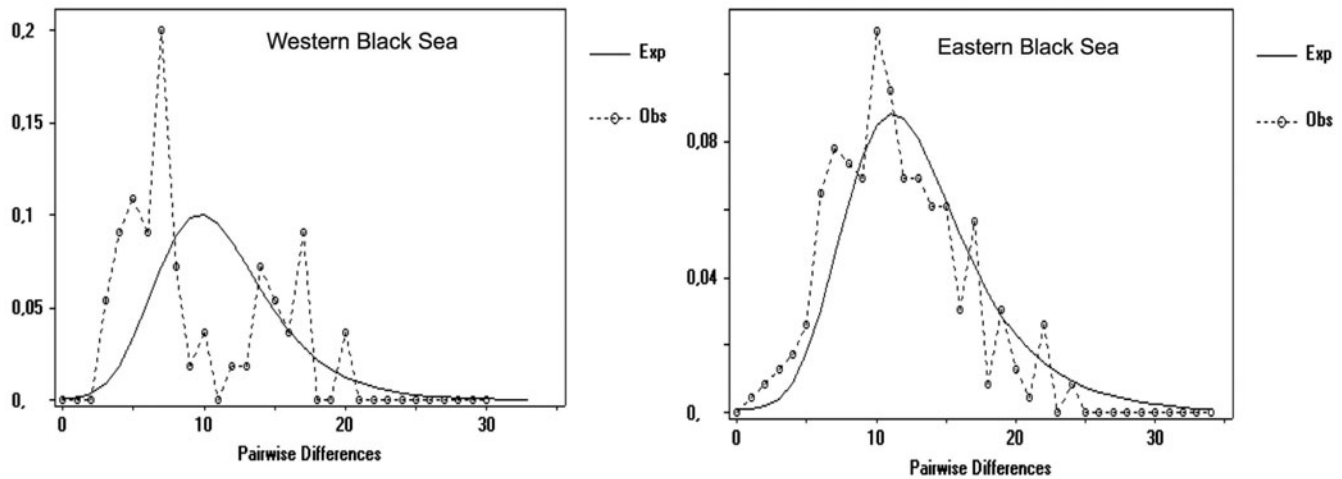 Western Black Sea
0,2
0,15
0,1
0,05
0,
0 10 20 30
Pairwise Differences
Exp
Obs
Eastern Black Sea
0,08
0,04
0,
0 10 20 30
Pairwise Differences
Exp
Obs